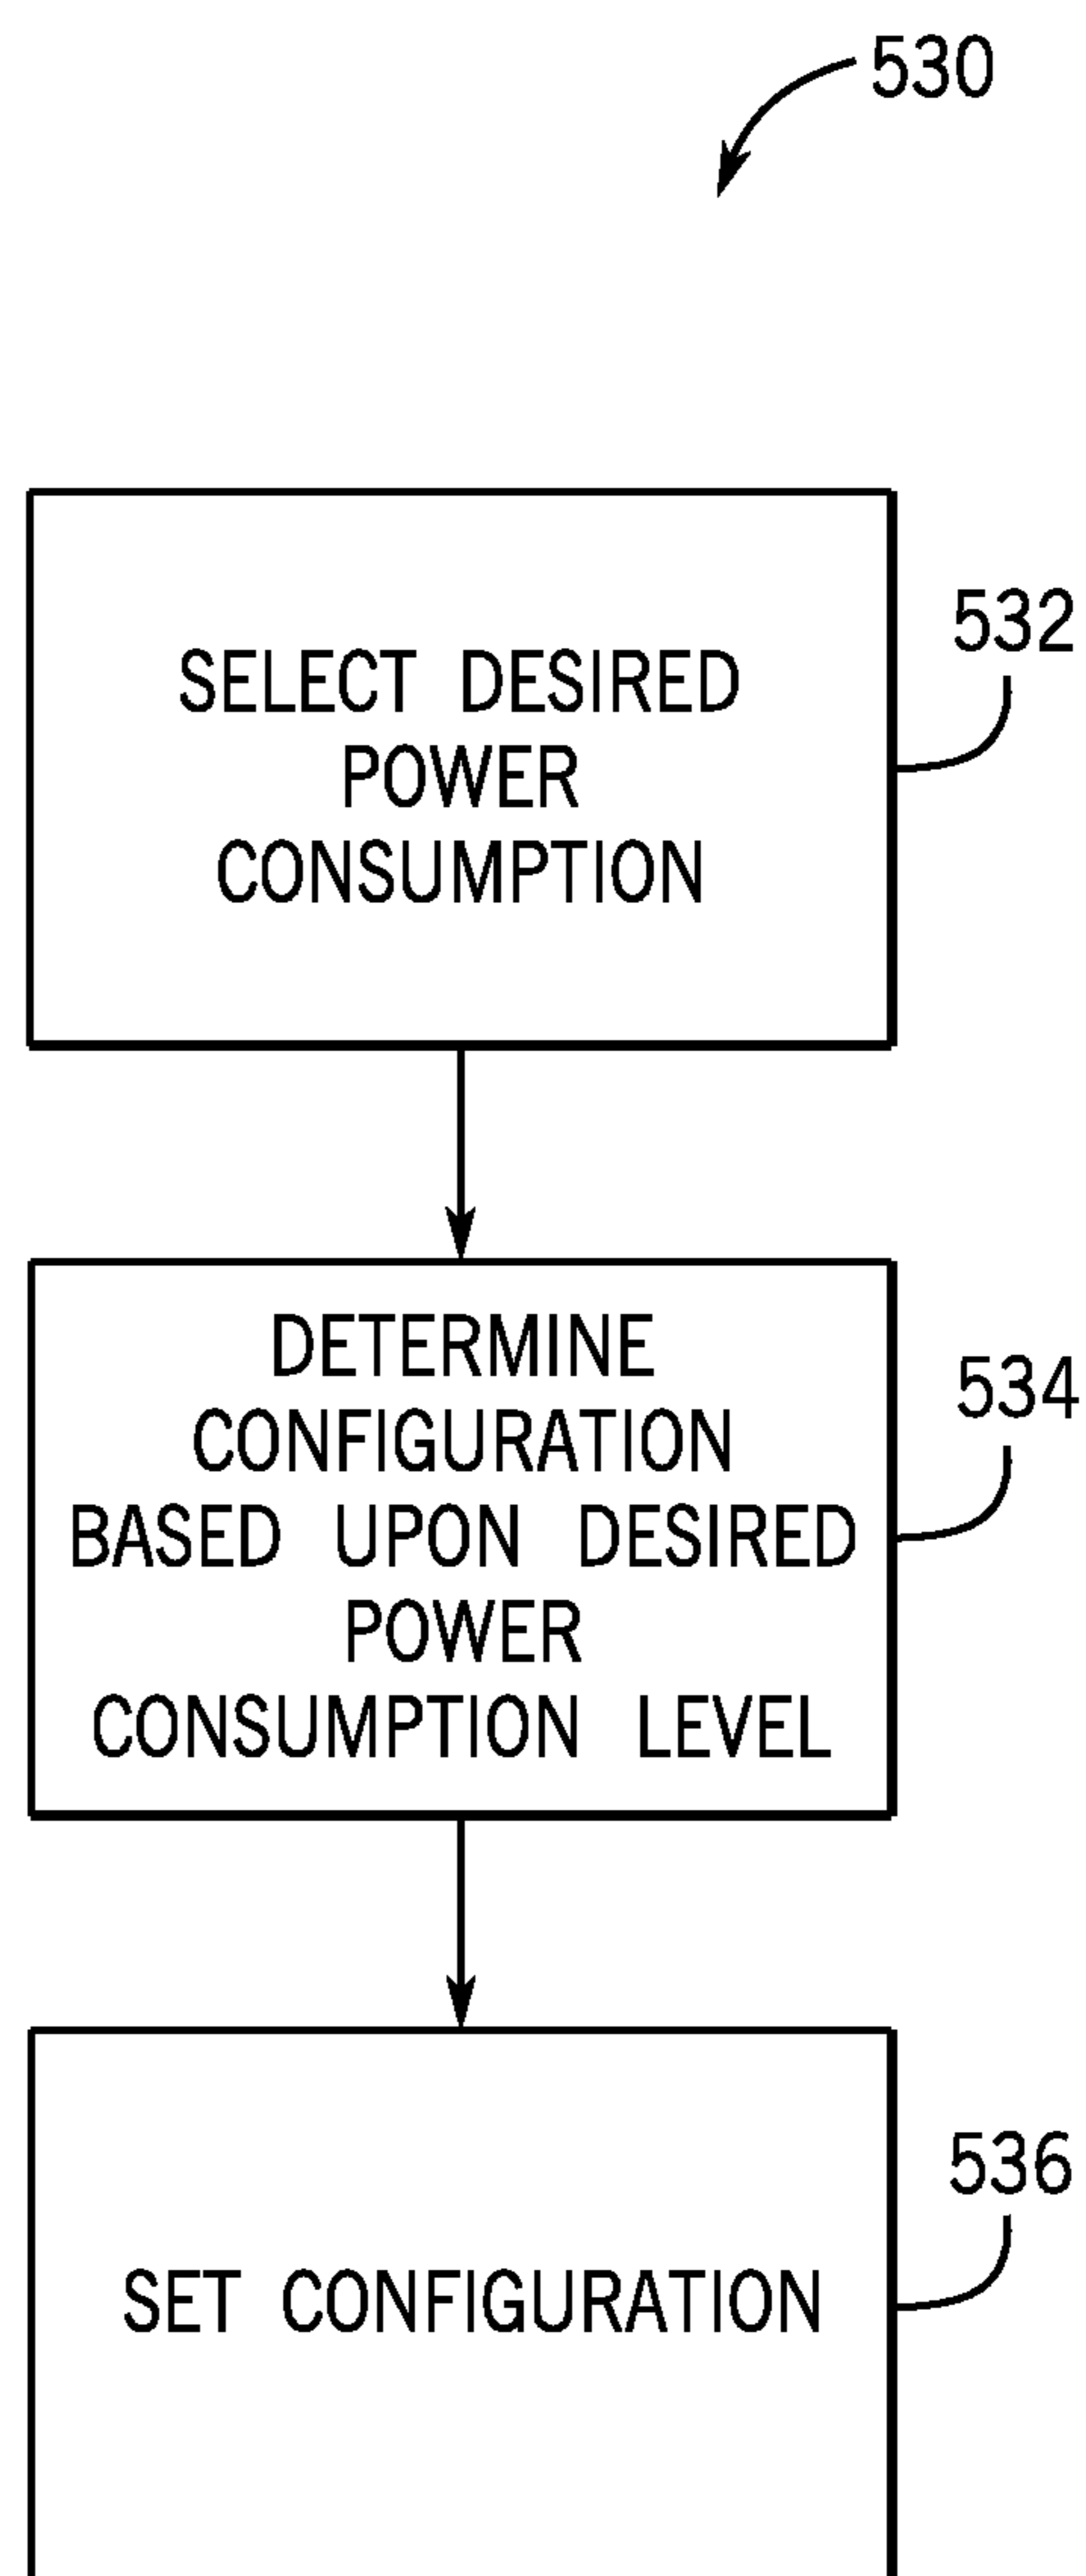 530
SELECT DESIRED
POWER
CONSUMPTION
532
DETERMINE
CONFIGURATION
BASED UPON DESIRED
POWER
CONSUMPTION LEVEL
534
SET CONFIGURATION
536